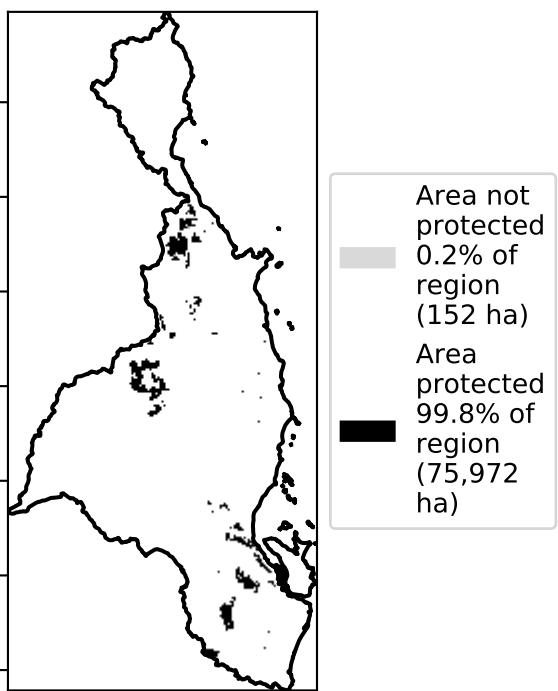 Area not
protected
0.2% of
region
(152 ha)
Area
protected
99.8% of
region
(75,972
ha)